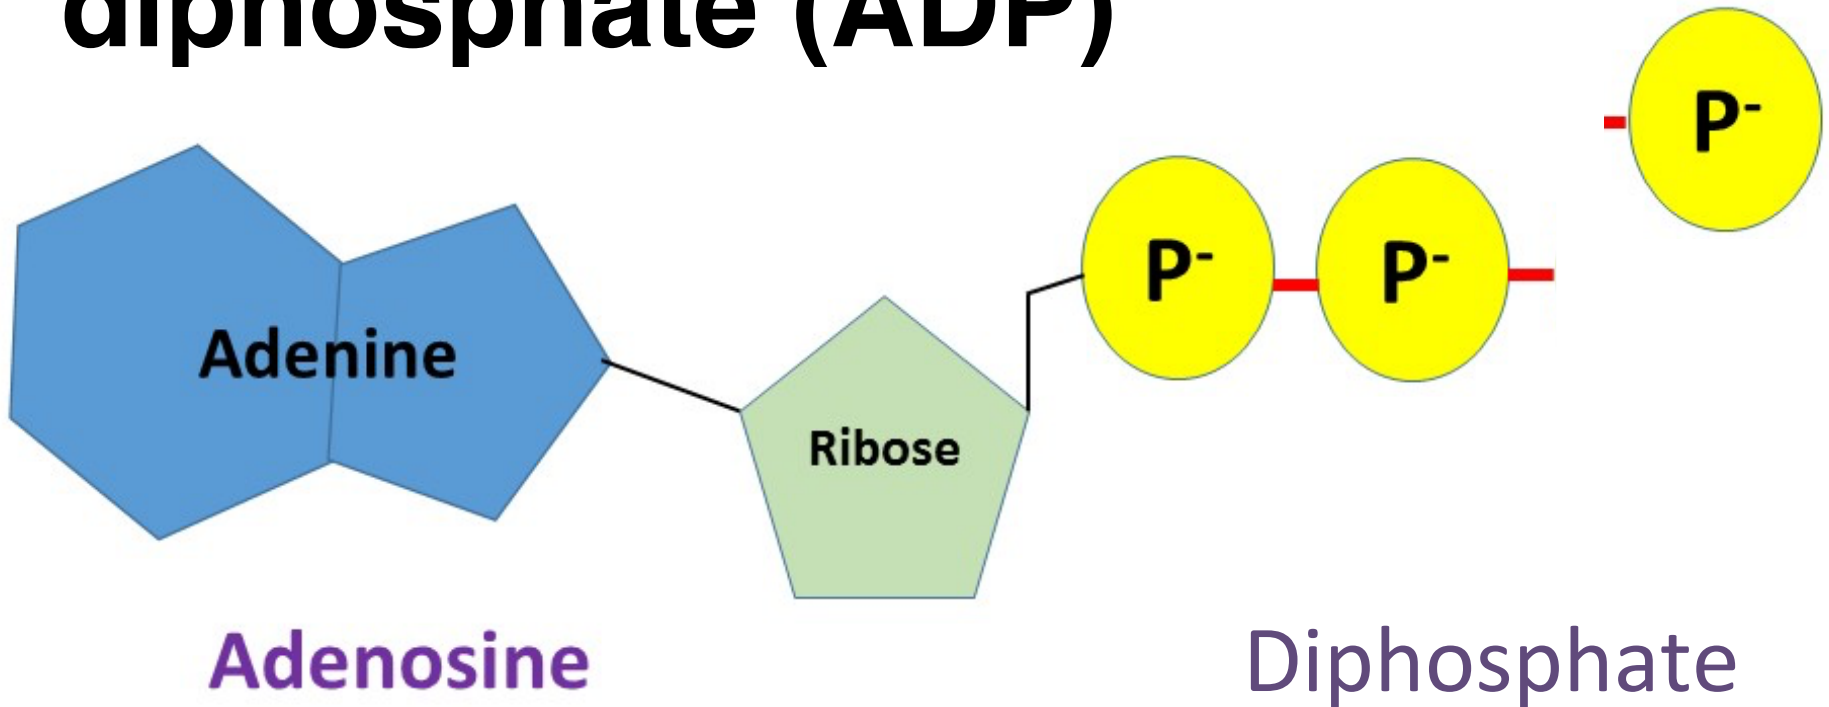 diphosphate (ADP)
P-
P- P-
Adenine
Ribose
Adenosine Diphosphate